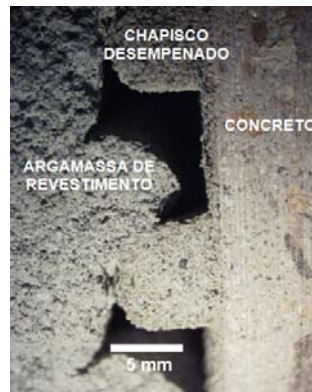 CHAPISCO
DESEMPENADO
CONCRETO
ARGAMASSA DE
REVESTIMENTO
5 mm